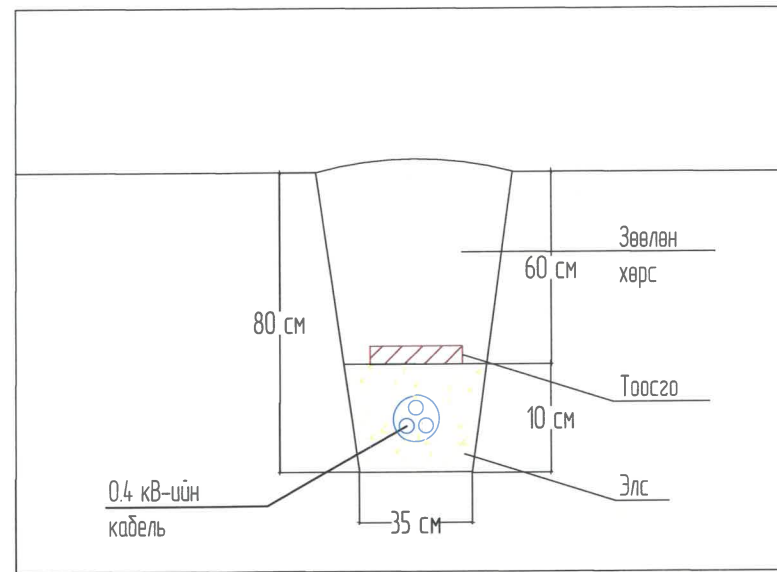 Зөөлөн
хөрс
60 см
80 см
Тоосго
10 см
Элс
0.4 кВ-ийн
кабель
35 см